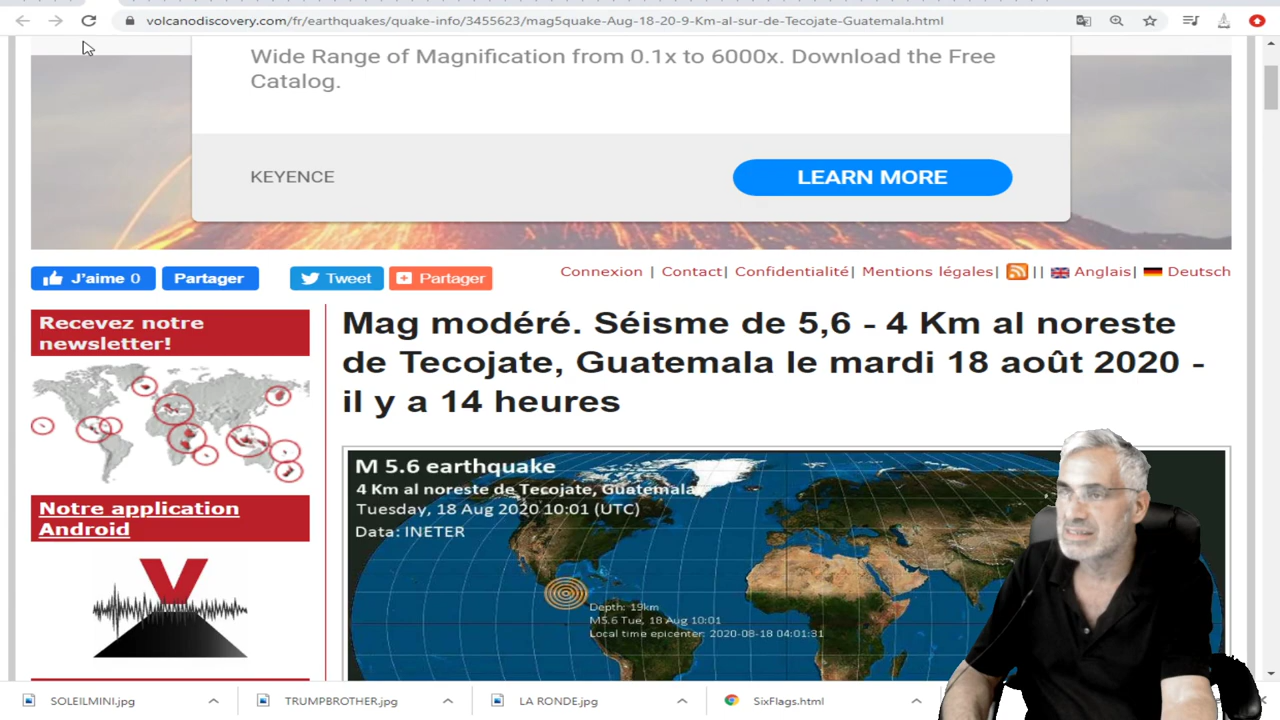 volcanodiscovery.com/fr/earthquakes/quake-info/3455623/mag5quake-Aug-18-20-9-Km-al-sur-de-Tecojate-Guatemala.html
Wide Range of Magnification from 0.1x to 6000x. Download the Free
Catalog.
KEYENCE
LEARN MORE
J'aime 0
Partager
Tweet
Partager
Connexion | Contact| Confidentialité| Mentions légales| || Anglais| Deutsch
Recevez notre
newsletter!
Notre application
Android
Mag modéré. Séisme de 5,6 - 4 Km al noreste
de Tecojate, Guatemala le mardi 18 août 2020 -
il y a 14 heures
M 5.6 earthquake
4 Km al noreste de Tecojate, Guatemala
Tuesday, 18 Aug 2020 10:01 (UTC)
Data: INETER
Depth: 19km
M5.6 Tue, 18 Aug 10:01
Local time epicenter: 2020-08-18 04:01:31
SOLEILMINI.jpg
TRUMPBROTHER.jpg
LA RONDE.jpg
SixFlags.html